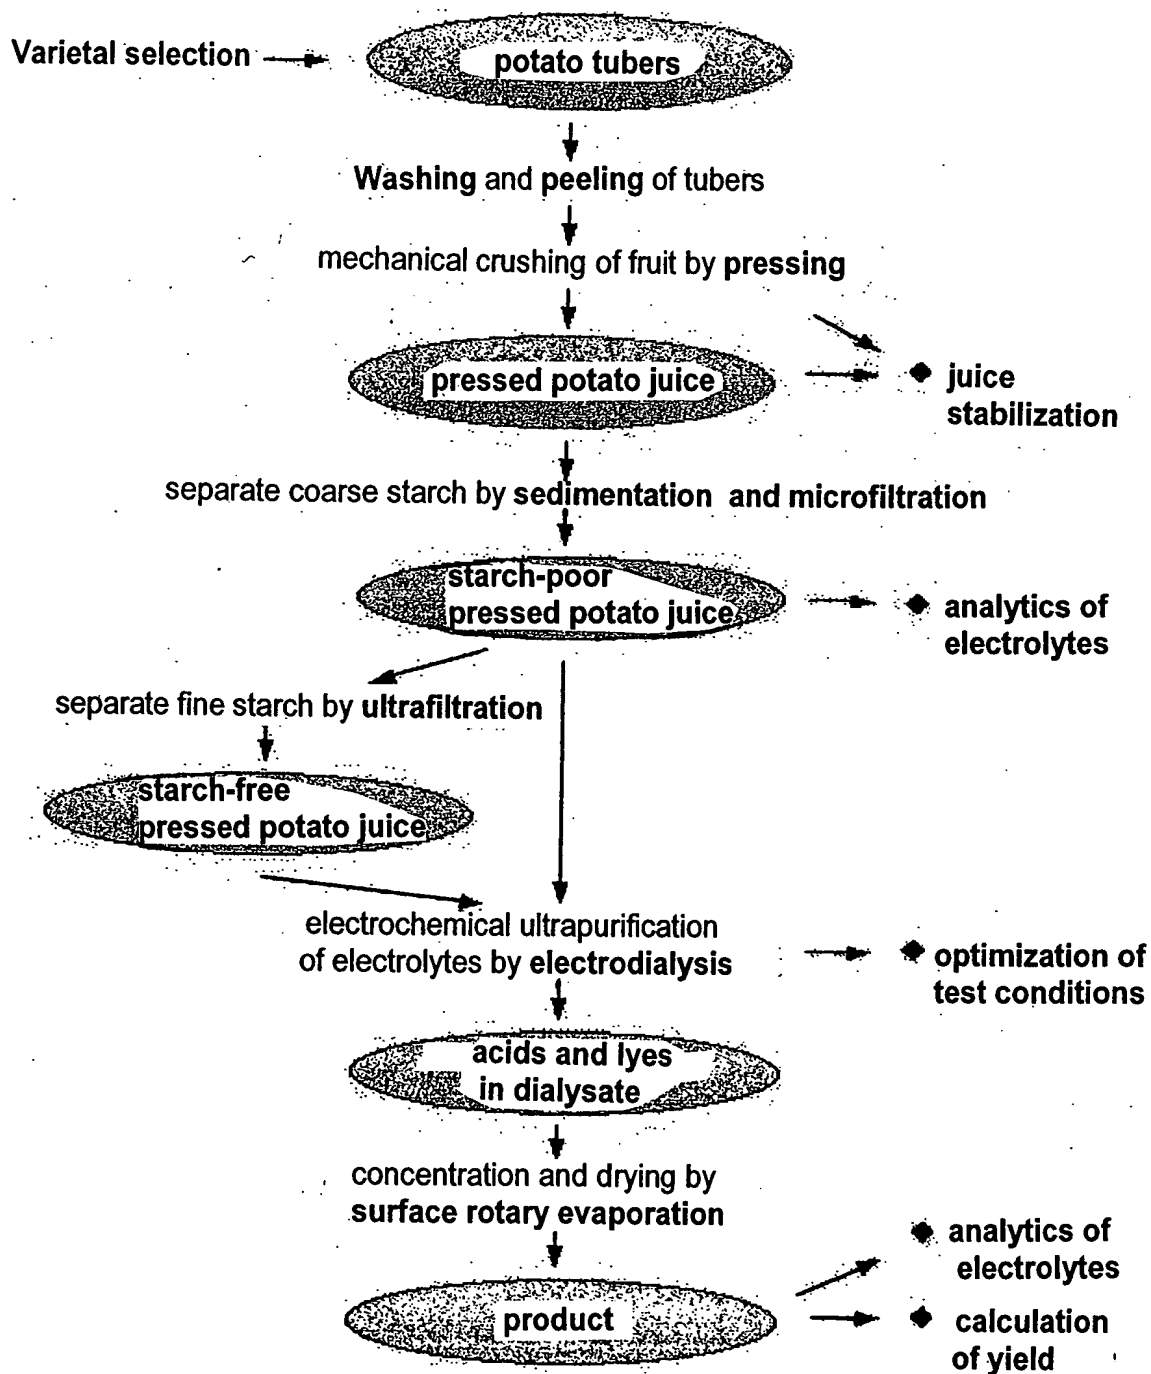 Varietal selection
potato tubers
Washing and peeling of tubers
mechanical crushing of fruit by pressing
pressed potato juice
juice
stabilization
separate coarse starch by sedimentation and microfiltration
starch-poor
pressed potato juice
analytics of
electrolytes
separate fine starch by ultrafiltration
starch-free
pressed potato juice
electrochemical ultrapurification
of electrolytes by electrodialysis
optimization of
test conditions
acids and lyes
in dialysate
concentration and drying by
surface rotary evaporation
analytics of
electrolytes
product
calculation
of yield